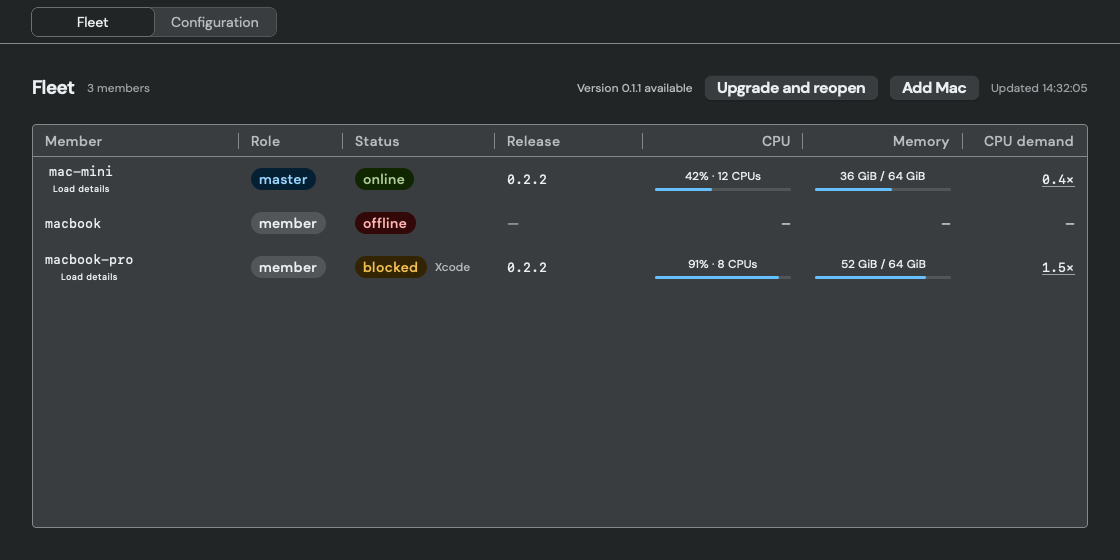 Fleet Configuration
Fleet 3 members Version 0.1.1 available Upgrade and reopen Add Mac Updated 14:32:05
Member Role Status Release CPU Memory CPU demand
mac-mini master online 0.2.2 42% · 12 CPUs 36 GiB / 64 GiB 0.4×
Load details
macbook member offline — — — —
macbook-pro member blocked Xcode 0.2.2 91% · 8 CPUs 52 GiB / 64 GiB 1.5×
Load details